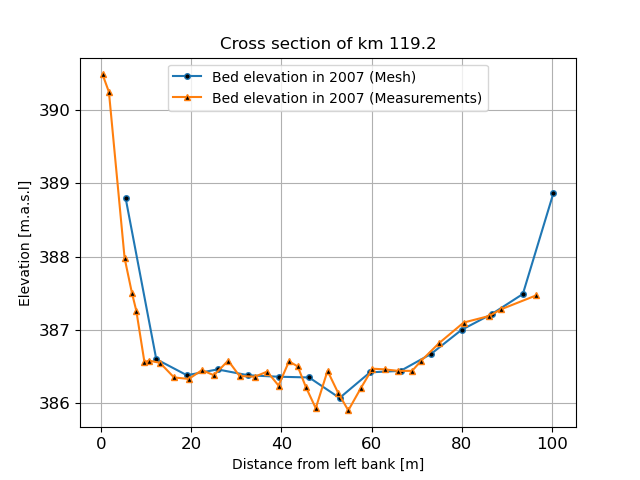 Cross section of km 119.2
Bed elevation in 2007 (Mesh)
Bed elevation in 2007 (Measurements)
Elevation [m.a.s.l]
390
389
388
387
386
0 20 40 60 80 100
Distance from left bank [m]